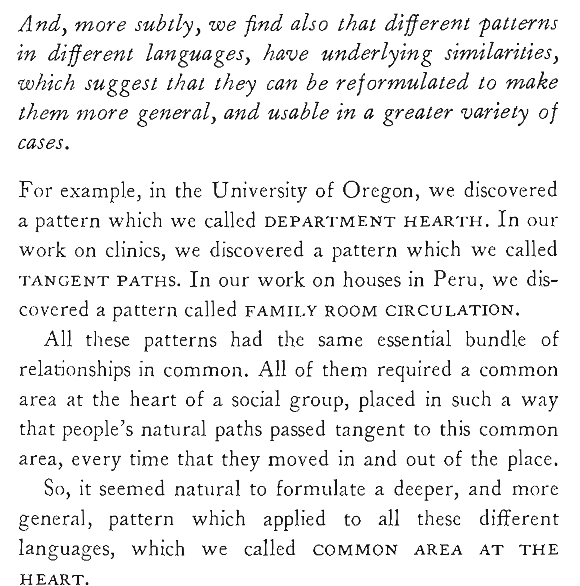 And, more subtly, we find also that different patterns
in different languages, have underlying similarities,
which suggest that they can be reformulated to make
them more general, and usable in a greater variety of
cases.
For example, in the University of Oregon, we discovered
a pattern which we called DEPARTMENT HEARTH. In our
work on clinics, we discovered a pattern which we called
TANGENT PATHS. In our work on houses in Peru, we dis-
covered a pattern called FAMILY ROOM CIRCULATION.
All these patterns had the same essential bundle of
relationships in common. All of them required a common
area at the heart of a social group, placed in such a way
that people's natural paths passed tangent to this common
area, every time that they moved in and out of the place.
So, it seemed natural to formulate a deeper, and more
general, pattern which applied to all these different
languages, which we called COMMON AREA AT THE
HEART.